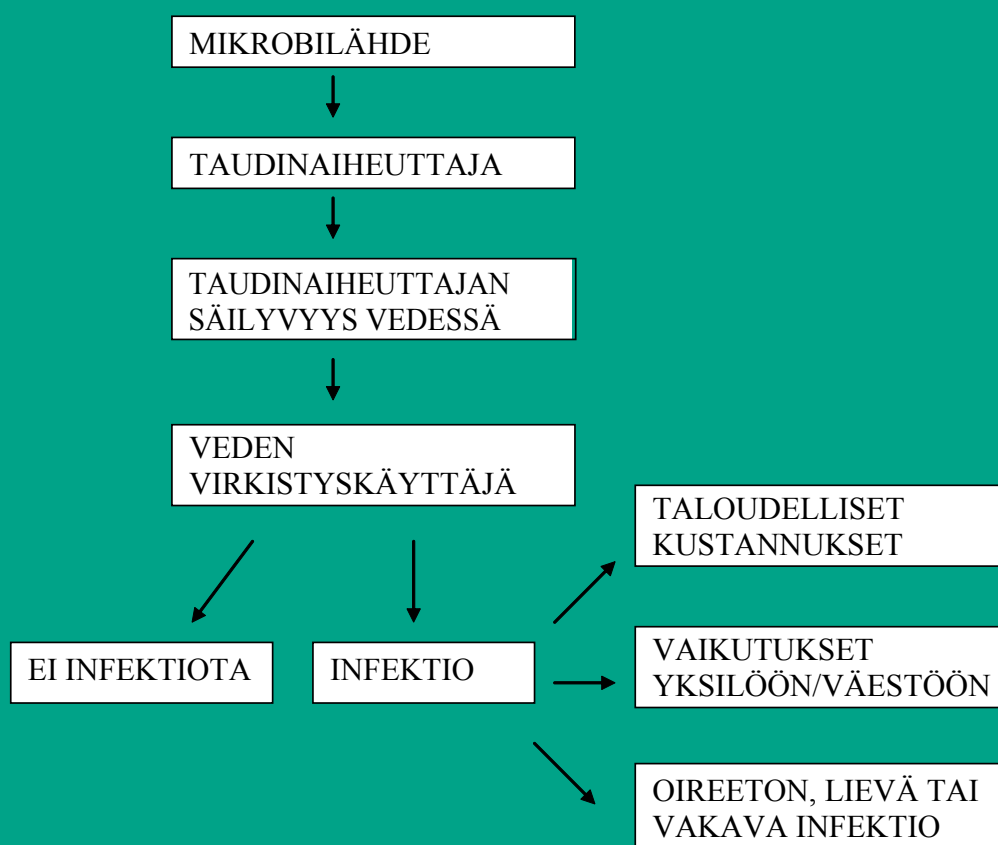 MIKROBILÄHDE
TAUDINAIHEUTTAJA
TAUDINAIHEUTTAJAN
SÄILYVYYS VEDESSÄ
VEDEN
VIRKISTYSKÄYTTÄJÄ
TALOUDELLISET
KUSTANNUKSET
EI INFEKTIOTA
INFEKTIO
VAIKUTUKSET
YKSILÖÖN/VÄESTÖÖN
OIREETON, LIEVÄ TAI
VAKAVA INFEKTIO